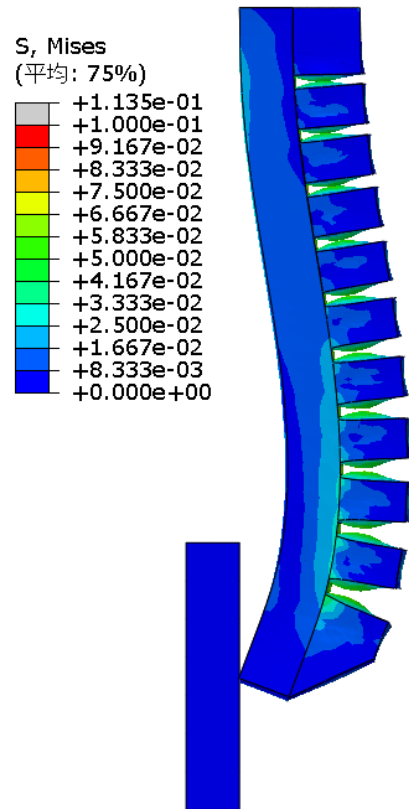 S, Mises
(平均: 75%)
+1.135e-01
+1.000e-01
+9.167e-02
+8.333e-02
+7.500e-02
+6.667e-02
+5.833e-02
+5.000e-02
+4.167e-02
+3.333e-02
+2.500e-02
+1.667e-02
+8.333e-03
+0.000e+00